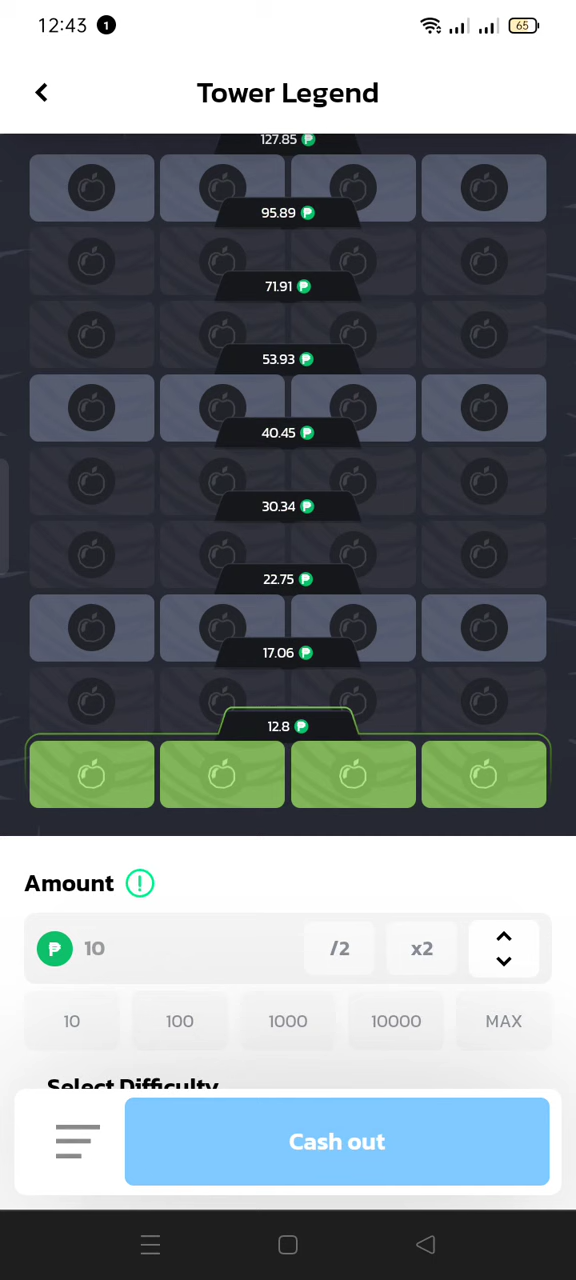 12:43 1 65
Tower Legend
127.85
95.89
71.91
53.93
40.45
30.34
22.75
17.06
12.8
Amount
10 /2 x2
10 100 1000 10000 MAX
Select Difficulty
Cash out